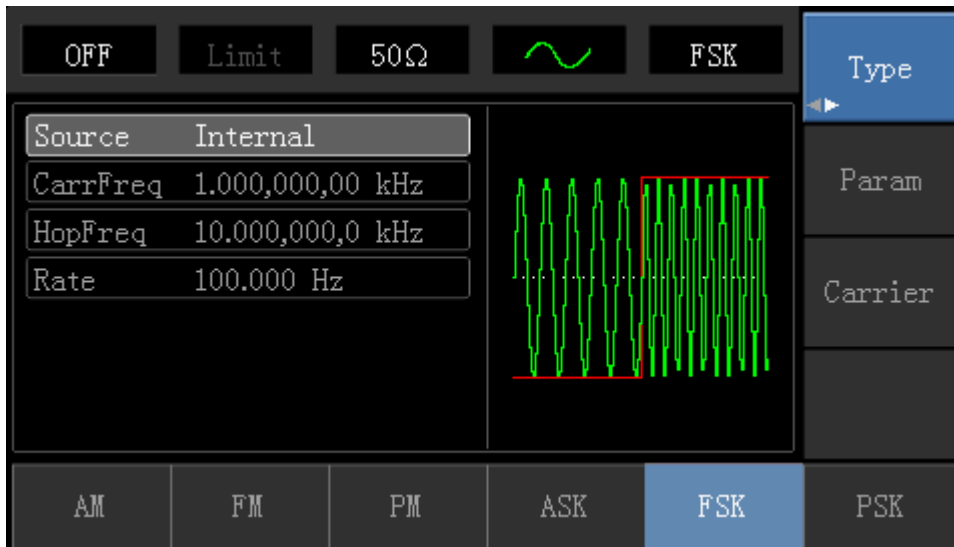 OFF Limit 50Ω FSK
Type
Source Internal
CarrFreq 1.000,000,00 kHz
HopFreq 10.000,000,0 kHz
Rate 100.000 Hz
Param
Carrier
AM FM PM ASK FSK PSK